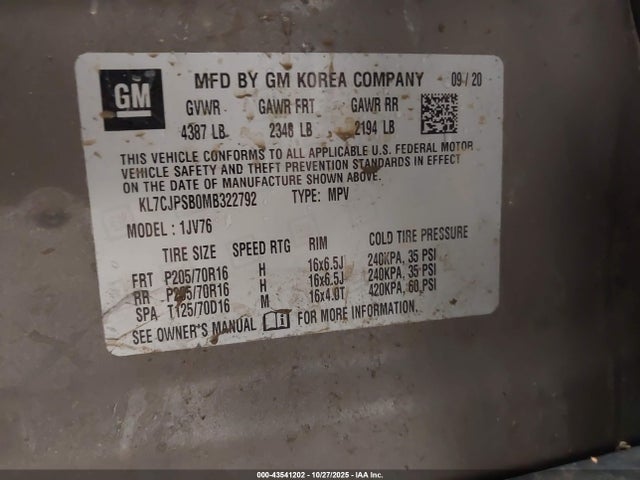 GM
MFD BY GM KOREA COMPANY 09/20
GVWR GAWR FRT GAWR RR
4387 LB 2348 LB 2194 LB
THIS VEHICLE CONFORMS TO ALL APPLICABLE U.S. FEDERAL MOTOR
VEHICLE SAFETY AND THEFT PREVENTION STANDARDS IN EFFECT
ON THE DATE OF MANUFACTURE SHOWN ABOVE.
KL7CJPSB0MB322792 TYPE: MPV
MODEL : 1JV76
TIRE SIZE SPEED RTG RIM COLD TIRE PRESSURE
FRT P205/70R16 H 16x6.5J 240KPA, 35 PSI
RR P205/70R16 H 16x6.5J 240KPA, 35 PSI
SPA T125/70D16 M 16x4.0T 420KPA, 60 PSI
SEE OWNER'S MANUAL FOR MORE INFORMATION.
000-43541202 - 10/27/2025 - IAA Inc.